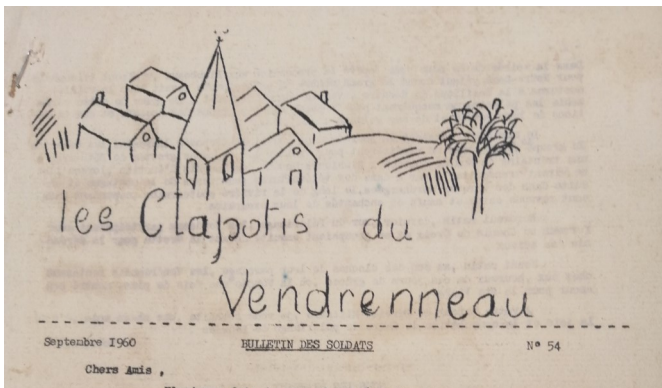 les Clapotis du
Vendrenneau
Septembre 1960 BULLETIN DES SOLDATS N° 54
Chers Amis ,